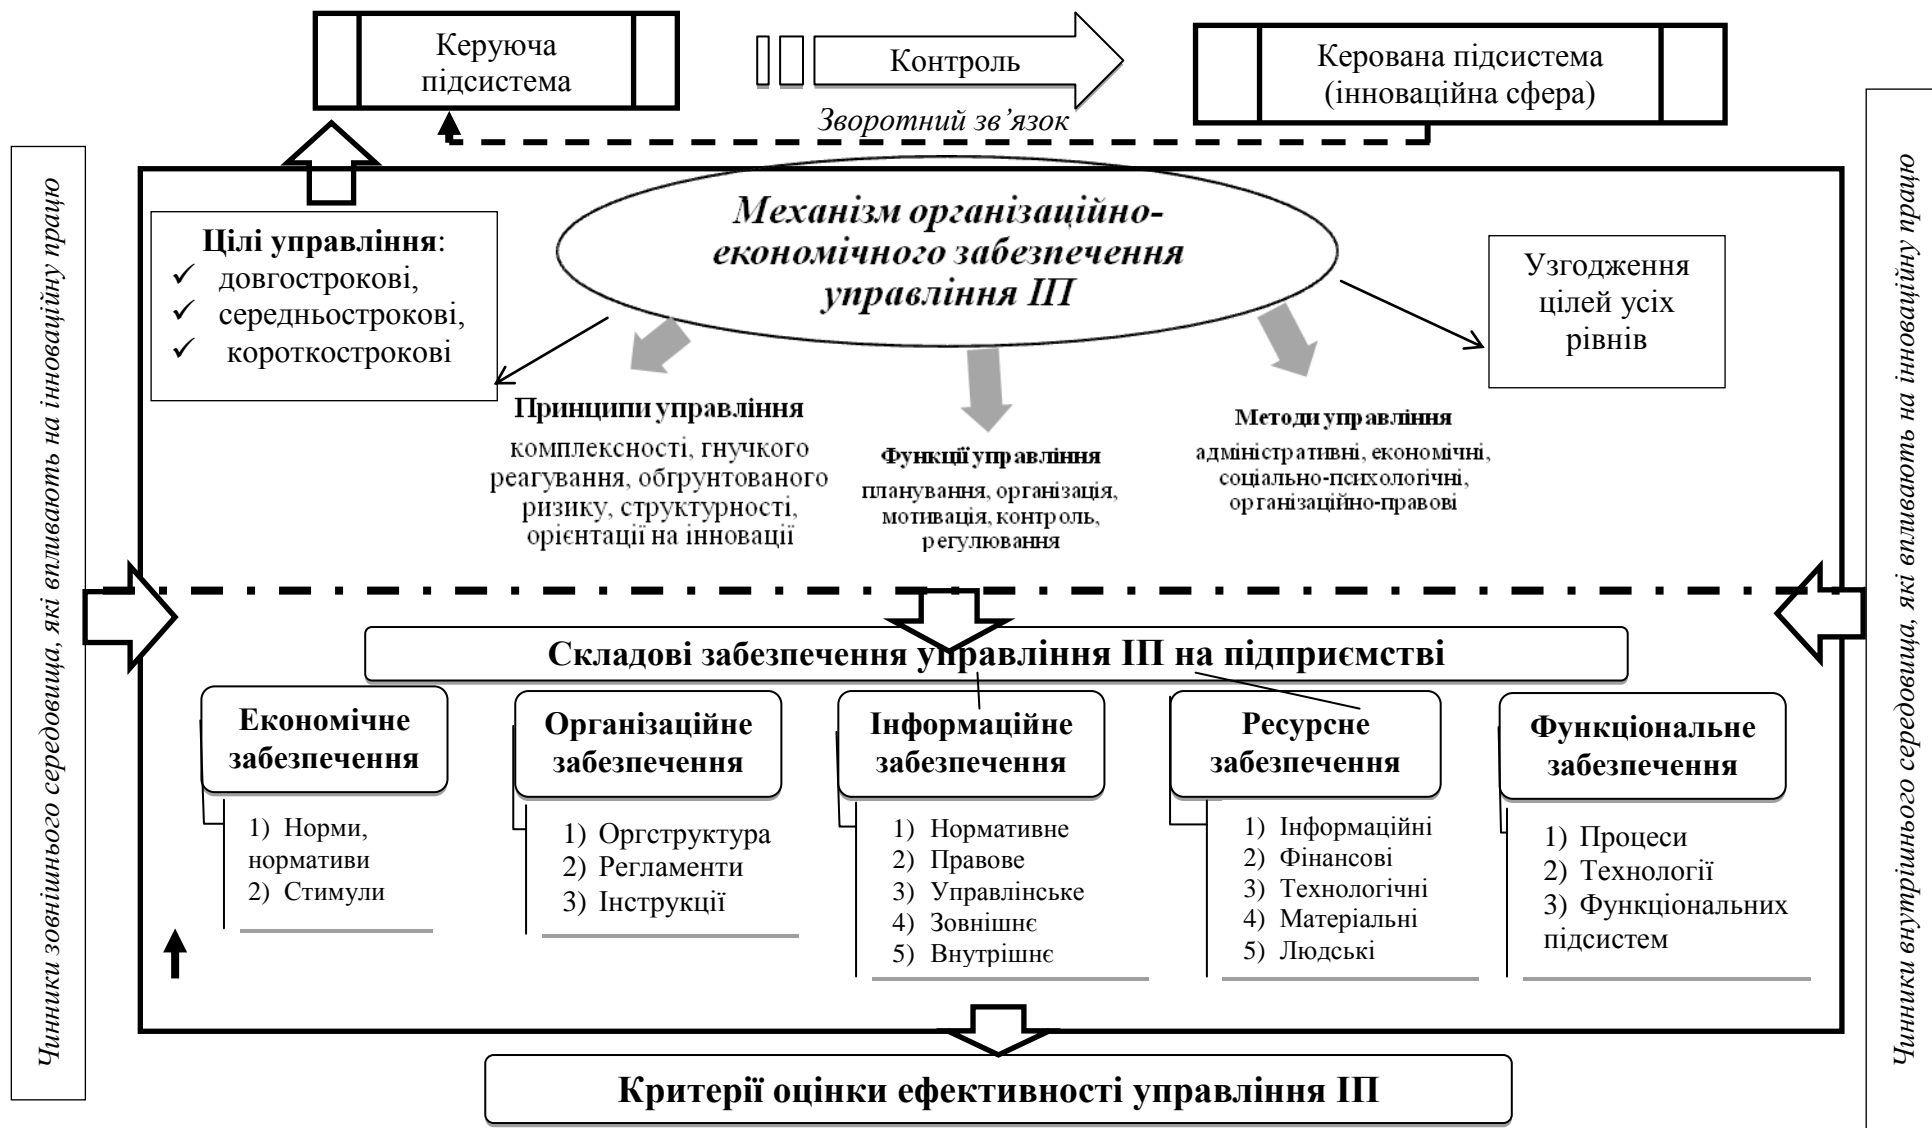 Керуюча
підсистема
Контроль
Керована підсистема
(інноваційна сфера)
Зворотний зв’язок
Чинники зовнішнього середовища, які впливають на інноваційну працю
Чинники внутрішнього середовища, які впливають на інноваційну працю
Механізм організаційно-
економічного забезпечення
управління ІП
Цілі управління:
✓ довгострокові,
✓ середньострокові,
✓ короткострокові
Узгодження
цілей усіх
рівнів
Принципи управління
комплексності, гнучкого
реагування, обгрунтованого
ризику, структурності,
орієнтації на інновації
Функції управління
планування, організація,
мотивація, контроль,
регулювання
Методи управління
адміністративні, економічні,
соціально-психологічні,
організаційно-правові
Складові забезпечення управління ІП на підприємстві
Економічне
забезпечення
1) Норми,
нормативи
2) Стимули
Організаційне
забезпечення
1) Оргструктура
2) Регламенти
3) Інструкції
Інформаційне
забезпечення
1) Нормативне
2) Правове
3) Управлінське
4) Зовнішнє
5) Внутрішнє
Ресурсне
забезпечення
1) Інформаційні
2) Фінансові
3) Технологічні
4) Матеріальні
5) Людські
Функціональне
забезпечення
1) Процеси
2) Технології
3) Функціональних
підсистем
Критерії оцінки ефективності управління ІП